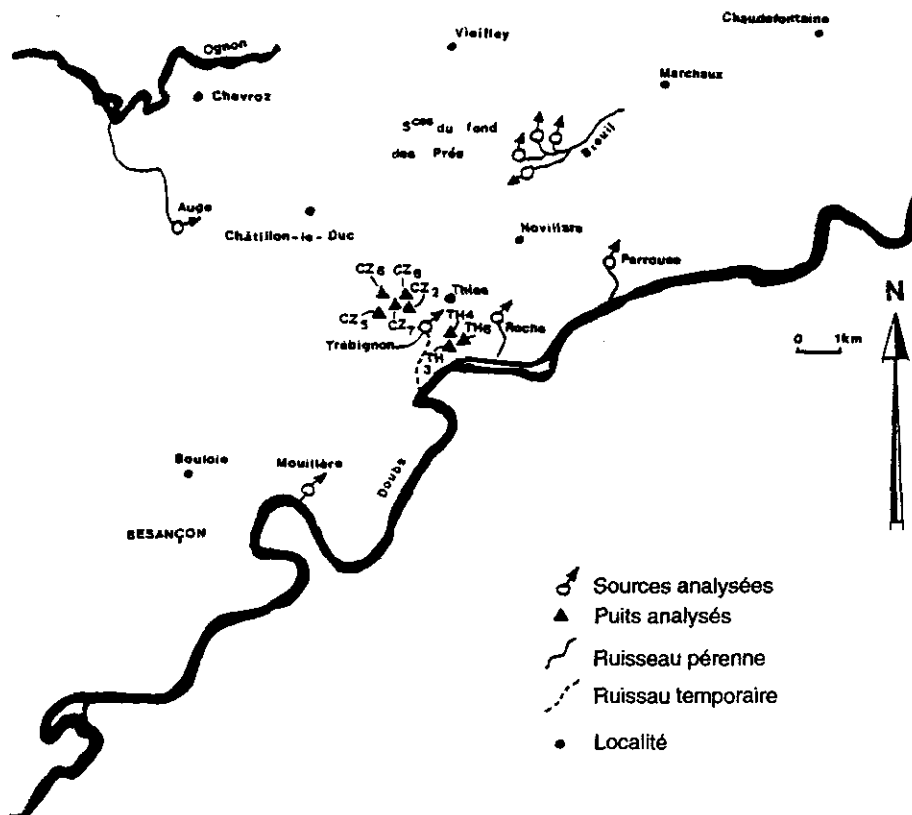 Chaudefontaine
Vieilley
Ognon
Marchaux
Chevroz
Sces du fond
des Prés
Breuil
Auge
Châtillon-le-Duc
Novillars
Perrouse
N
CZ6 CZ8
CZ2
Thise
CZ5
CZ7
TH4
TH6
Roche
0 1km
Trébignon
TH
3
Bouloie
Mouillère
Doubs
BESANÇON
Sources analysées
Puits analysés
Ruisseau pérenne
Ruissau temporaire
Localité